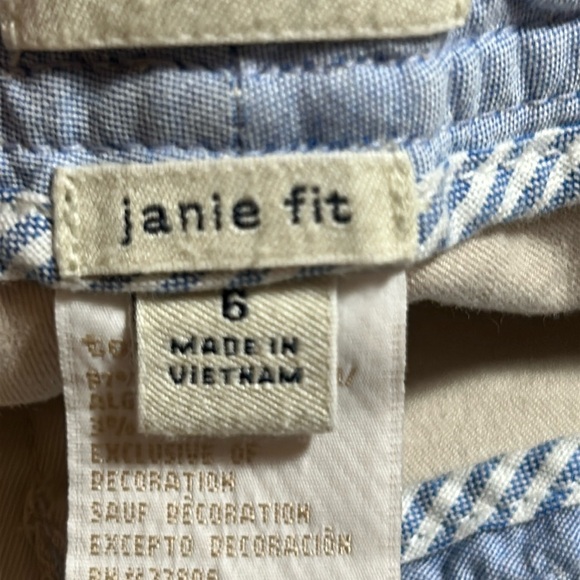 janie fit
6
MADE IN
VIETNAM
EXCLUSIVE OF
DECORATION
SAUF DÉCORATION
EXCEPTO DECORACIÓN